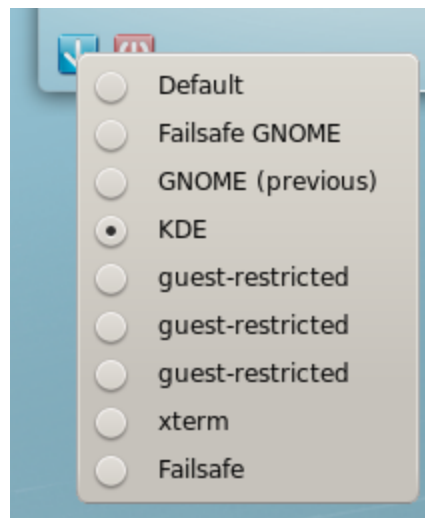 Default
Failsafe GNOME
GNOME (previous)
KDE
guest-restricted
guest-restricted
guest-restricted
xterm
Failsafe